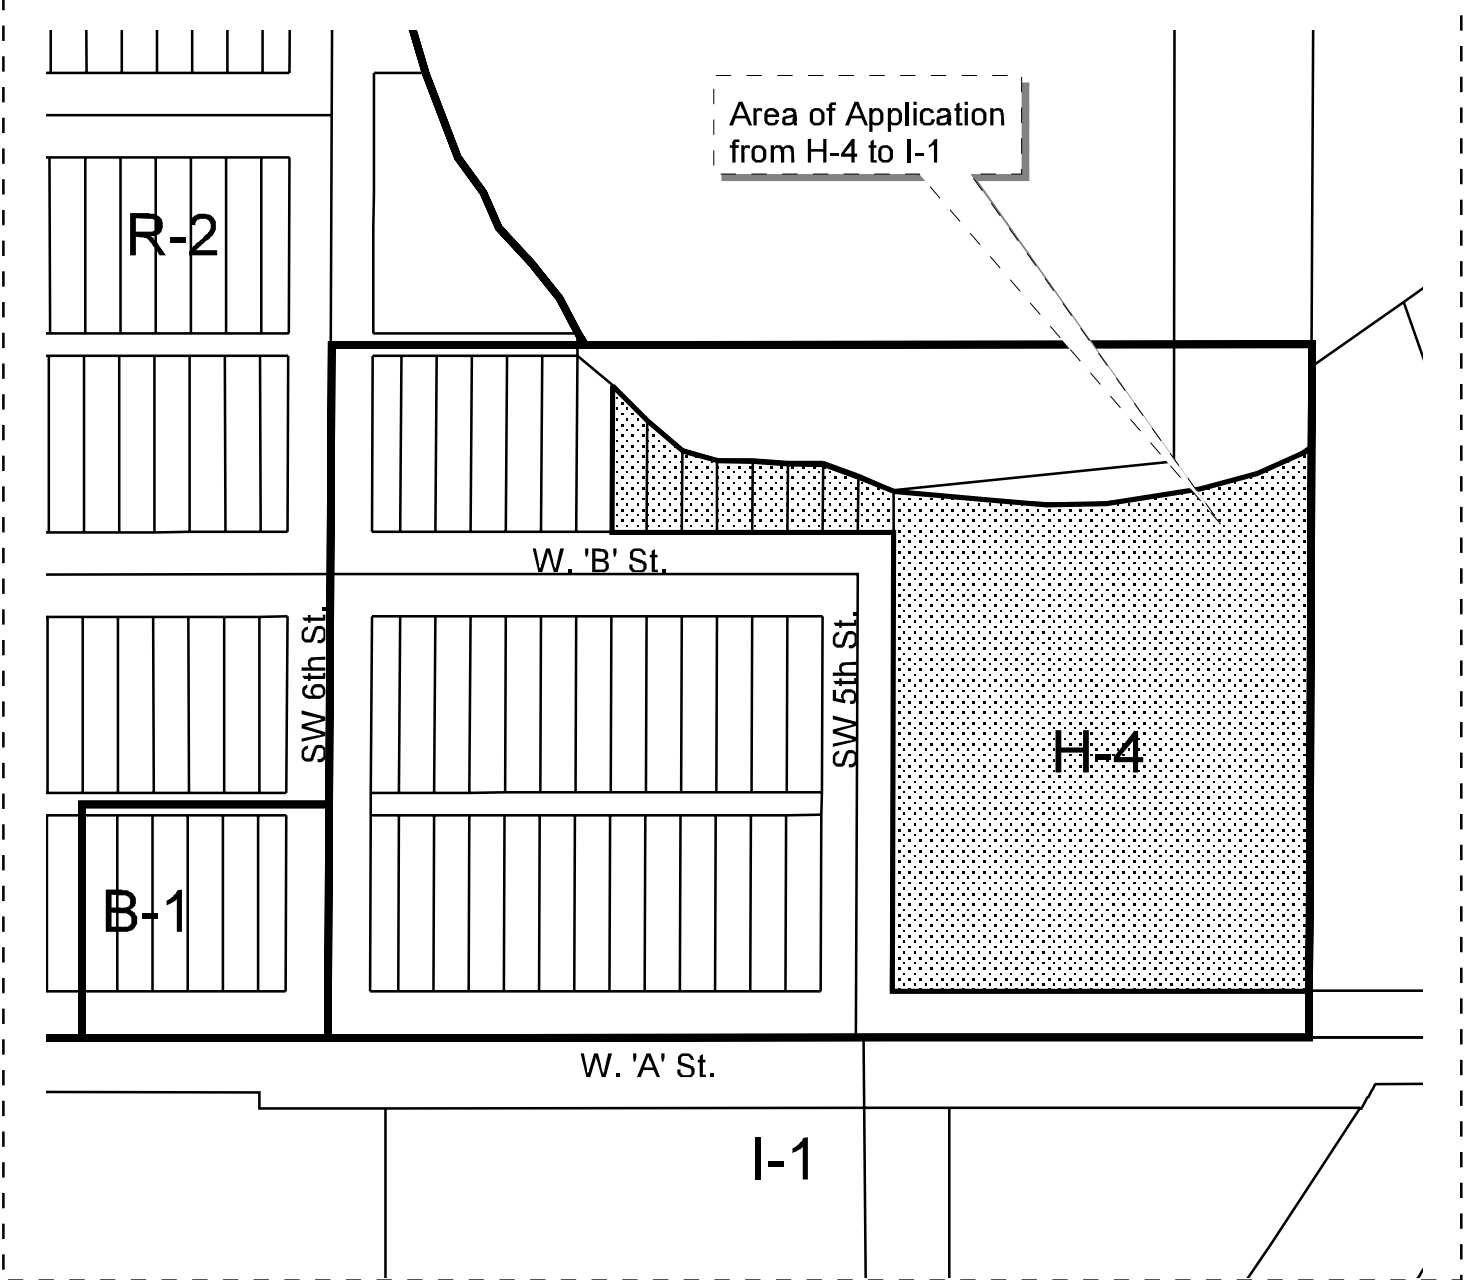 Area of Application
from H-4 to I-1
R-2
W. 'B' St.
SW 6th St.
SW 5th St.
H-4
B-1
W. 'A' St.
I-1